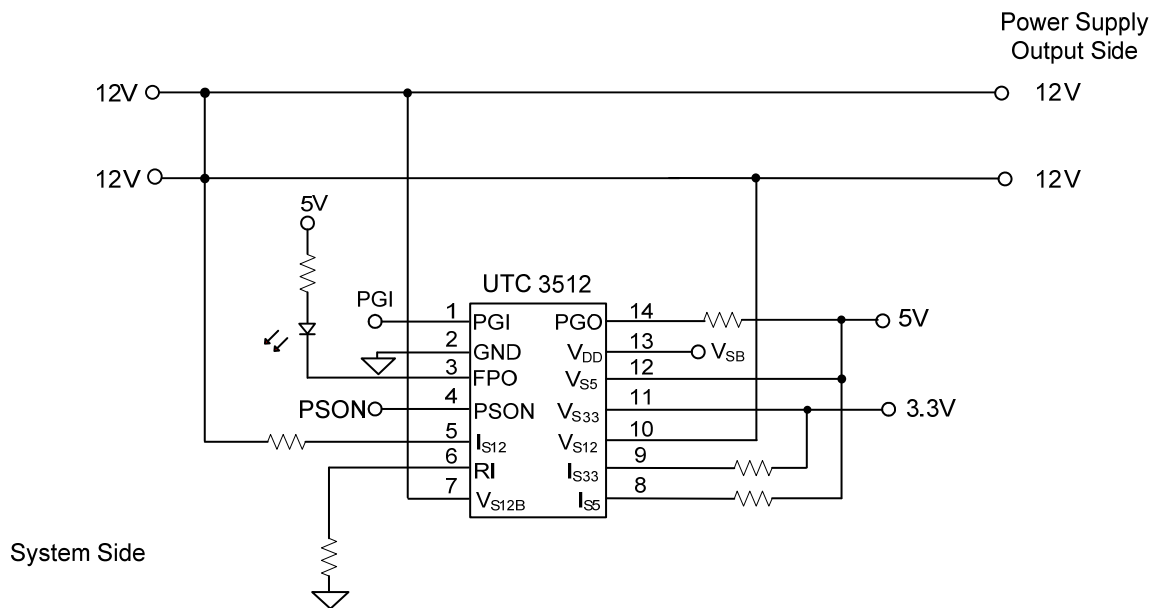 Power Supply
Output Side
12V 12V
12V 12V
5V
UTC 3512
PGI 1 PGI PGO 14 5V
2 GND VDD 13 VSB
3 FPO VS5 12
PSON 4 PSON VS33 11 3.3V
5 IS12 VS12 10
6 RI IS33 9
7 VS12B IS5 8
System Side